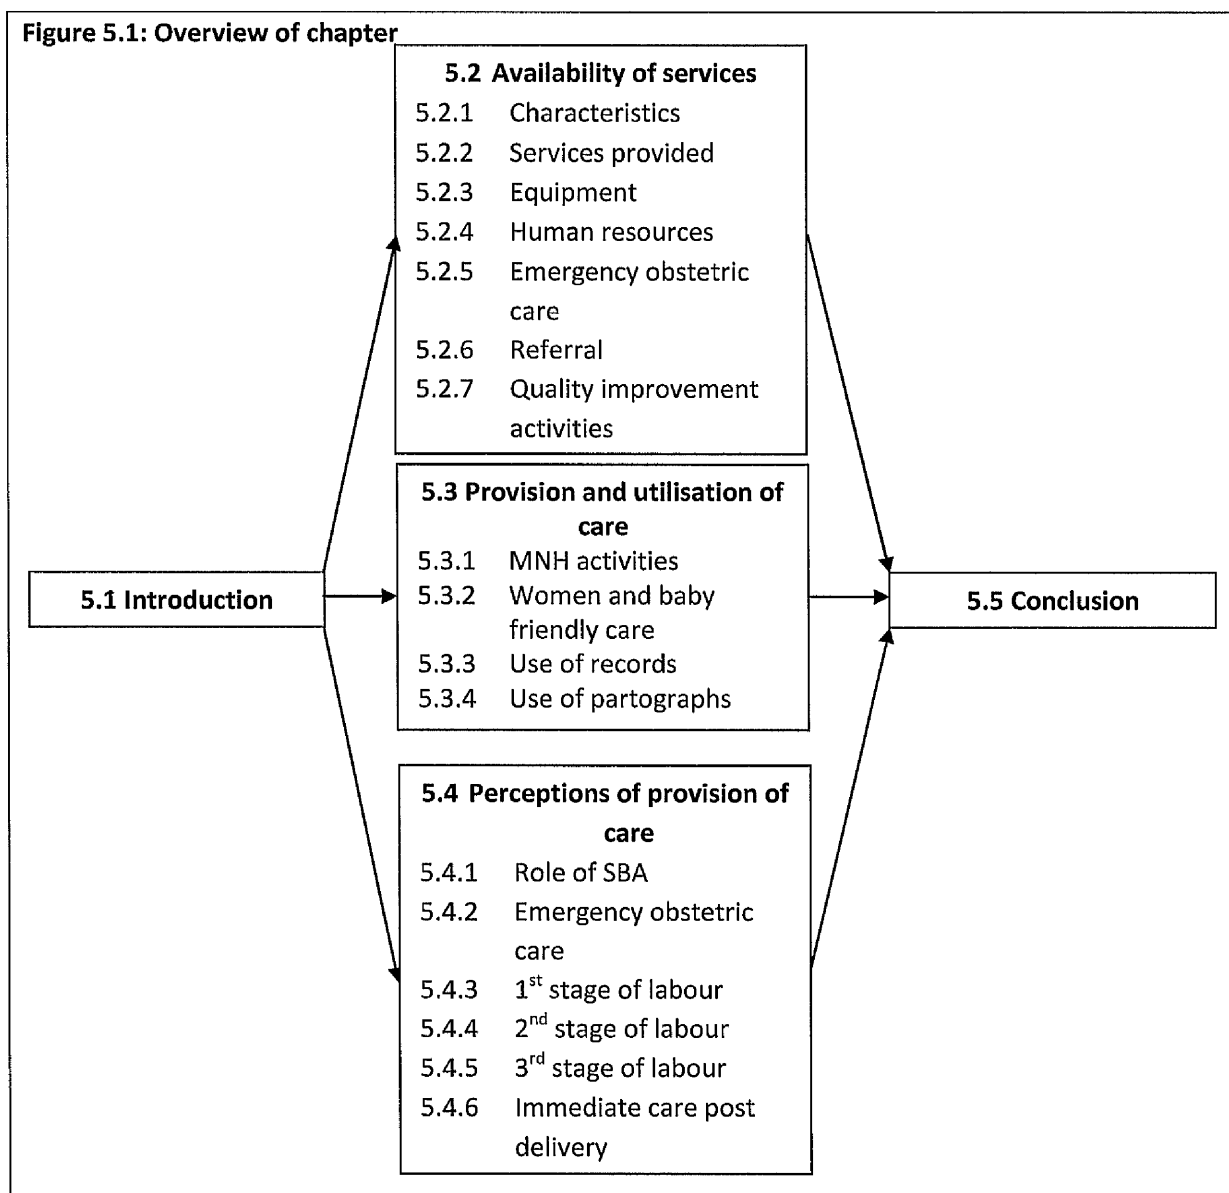 Figure 5.1: Overview of chapter
5.2 Availability of services
5.2.1 Characteristics
5.2.2 Services provided
5.2.3 Equipment
5.2.4 Human resources
5.2.5 Emergency obstetric
care
5.2.6 Referral
5.2.7 Quality improvement
activities
5.3 Provision and utilisation of
care
5.3.1 MNH activities
5.3.2 Women and baby
friendly care
5.3.3 Use of records
5.3.4 Use of partographs
5.1 Introduction
5.5 Conclusion
5.4 Perceptions of provision of
care
5.4.1 Role of SBA
5.4.2 Emergency obstetric
care
5.4.3 1st stage of labour
5.4.4 2nd stage of labour
5.4.5 3rd stage of labour
5.4.6 Immediate care post
delivery